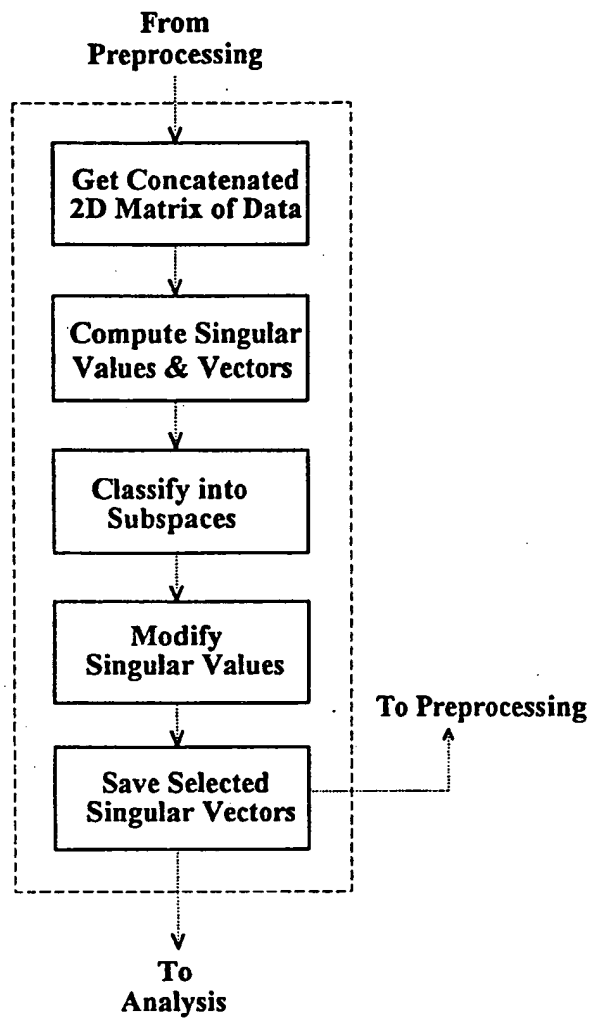 From
Preprocessing
Get Concatenated
2D Matrix of Data
Compute Singular
Values & Vectors
Classify into
Subspaces
Modify
Singular Values
To Preprocessing
Save Selected
Singular Vectors
To
Analysis